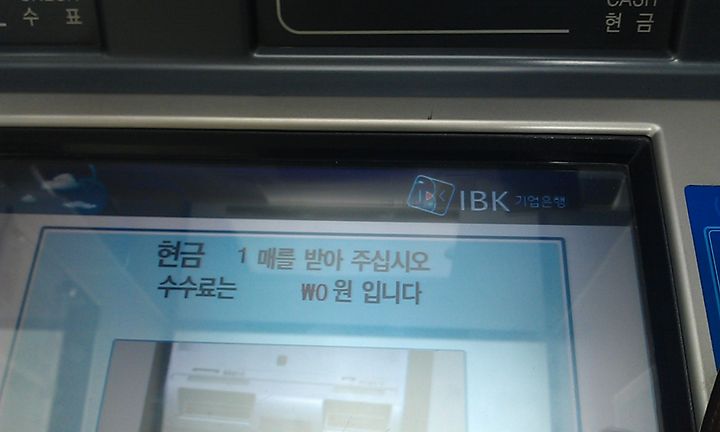 수표
CASH
현금
IBK 기업은행
현금 1 매를 받아 주십시오
수수료는 ₩0원 입니다